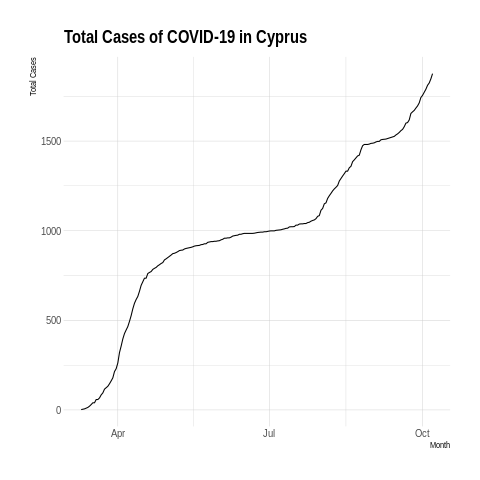 Total Cases of COVID-19 in Cyprus
Total Cases
1500
1000
500
0
Apr Jul Oct
Month